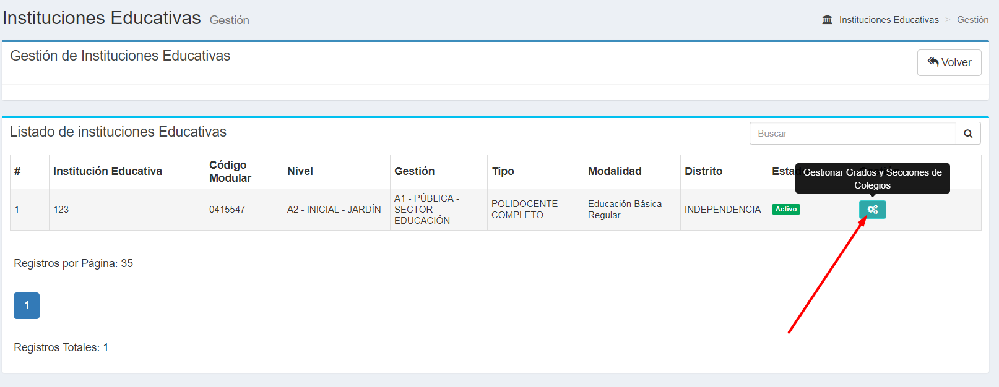 Instituciones Educativas Gestión
Instituciones Educativas > Gestión
Gestión de Instituciones Educativas
Volver
Listado de instituciones Educativas
Buscar
# Institución Educativa Código Modular Nivel Gestión Tipo Modalidad Distrito Estad
Gestionar Grados y Secciones de
Colegios
1 123 0415547 A2 - INICIAL - JARDÍN A1 - PÚBLICA - SECTOR EDUCACIÓN POLIDOCENTE COMPLETO Educación Básica Regular INDEPENDENCIA Activo
Registros por Página: 35
1
Registros Totales: 1